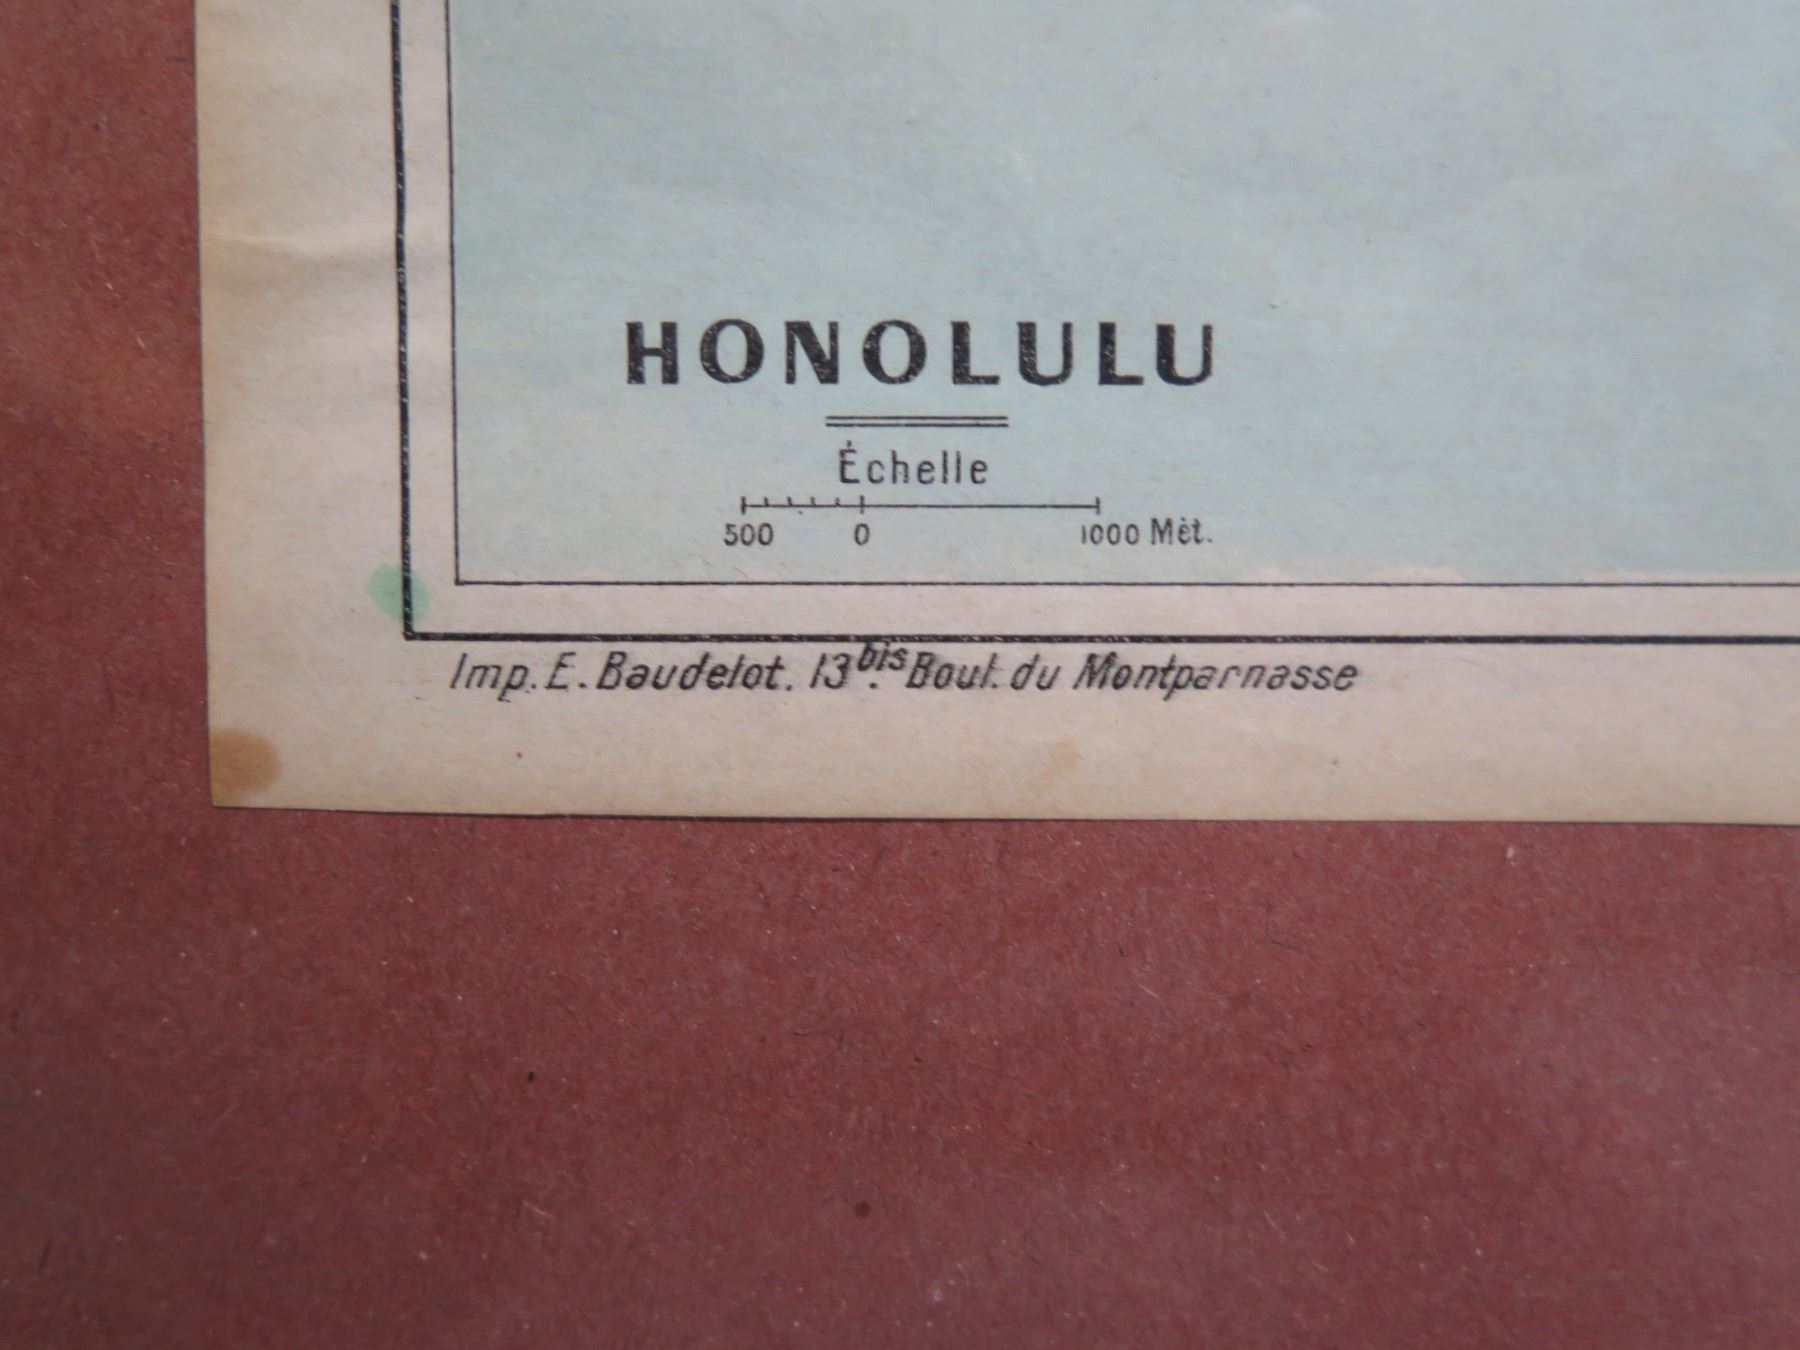 HONOLULU
Échelle
500 0 1000 Mèt.
Imp. E. Baudelot. 13bis. Boul. du Montparnasse